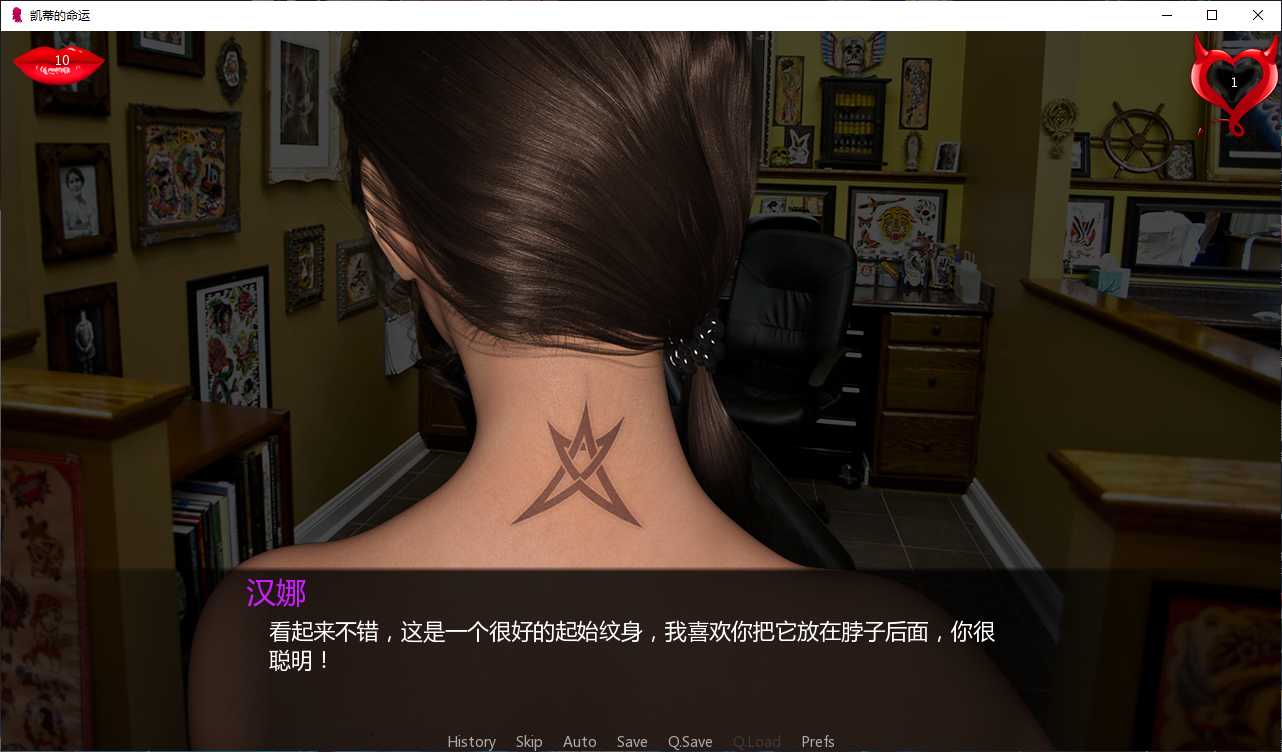 凯蒂的命运
10
1
汉娜
看起来不错，这是一个很好的起始纹身，我喜欢你把它放在脖子后面，你很
聪明！
History Skip Auto Save Q.Save Q.Load Prefs